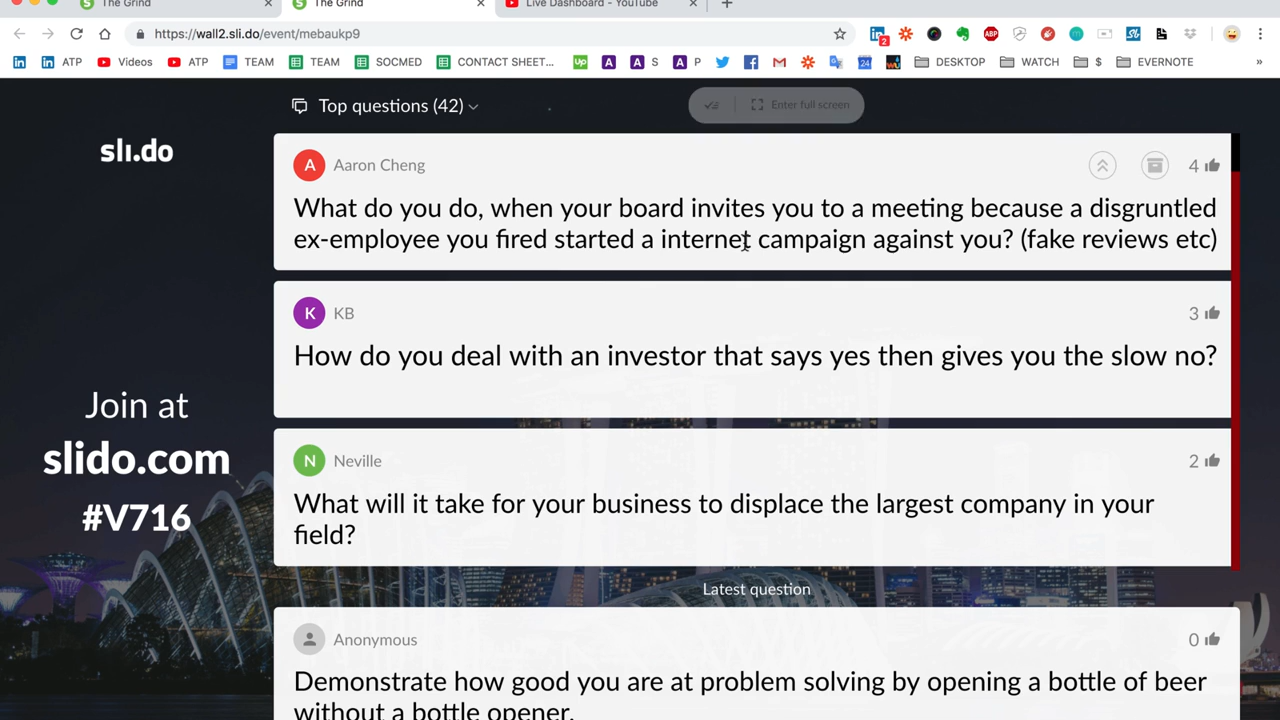 The Grind
The Grind
Live Dashboard - YouTube
https://wall2.sli.do/event/mebaukp9
2
ABP
ATP
Videos
ATP
TEAM
TEAM
SOCMED
CONTACT SHEET...
up
A
A S
A P
24
DESKTOP
WATCH
$
EVERNOTE
»
Top questions (42)
Enter full screen
sli.do
A Aaron Cheng 4
What do you do, when your board invites you to a meeting because a disgruntled
ex-employee you fired started a internet campaign against you? (fake reviews etc)
K KB 3
How do you deal with an investor that says yes then gives you the slow no?
Join at
slido.com
#V716
N Neville 2
What will it take for your business to displace the largest company in your
field?
Latest question
Anonymous 0
Demonstrate how good you are at problem solving by opening a bottle of beer
without a bottle opener.